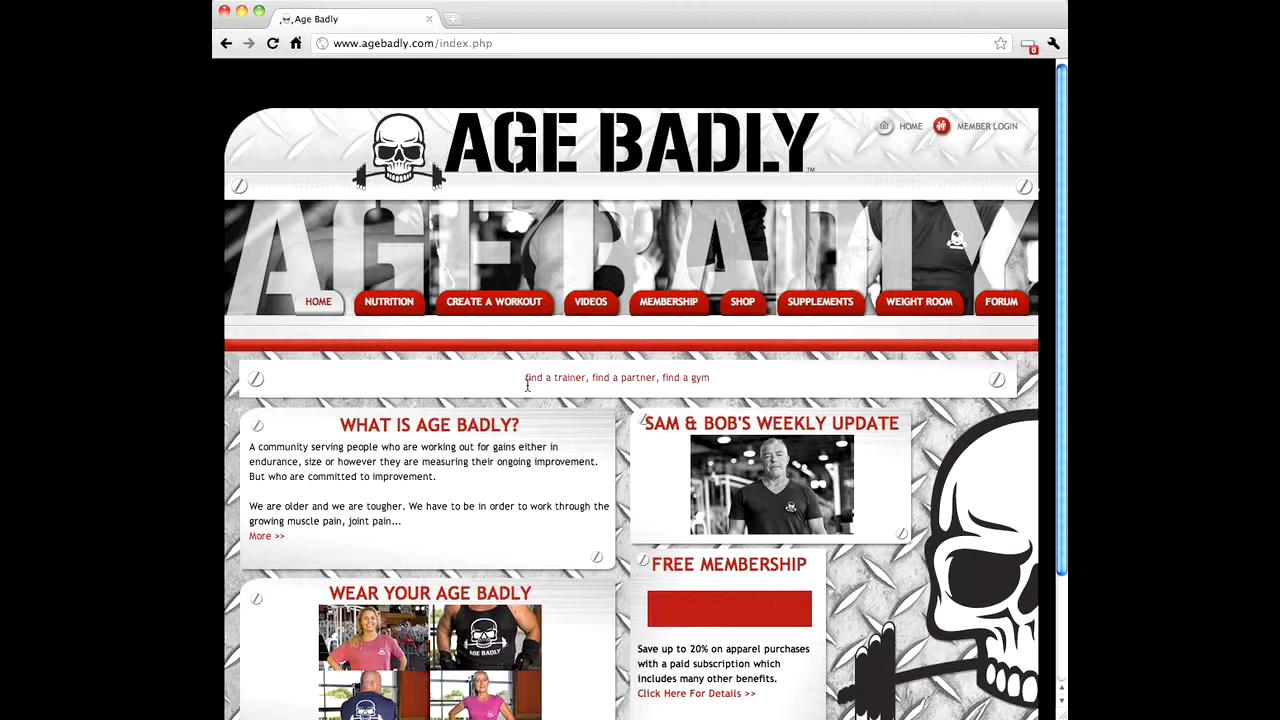 Age Badly
www.agebadly.com/index.php
0
AGE BADLY™
HOME
MEMBER LOGIN
AGE BADLY
HOME
NUTRITION
CREATE A WORKOUT
VIDEOS
MEMBERSHIP
SHOP
SUPPLEMENTS
WEIGHT ROOM
FORUM
find a trainer, find a partner, find a gym
WHAT IS AGE BADLY?
A community serving people who are working out for gains either in
endurance, size or however they are measuring their ongoing improvement.
But who are committed to improvement.
We are older and we are tougher. We have to be in order to work through the
growing muscle pain, joint pain...
More >>
SAM & BOB'S WEEKLY UPDATE
WEAR YOUR AGE BADLY
AGE BADLY
FREE MEMBERSHIP
Save up to 20% on apparel purchases
with a paid subscription which
includes many other benefits.
Click Here For Details >>